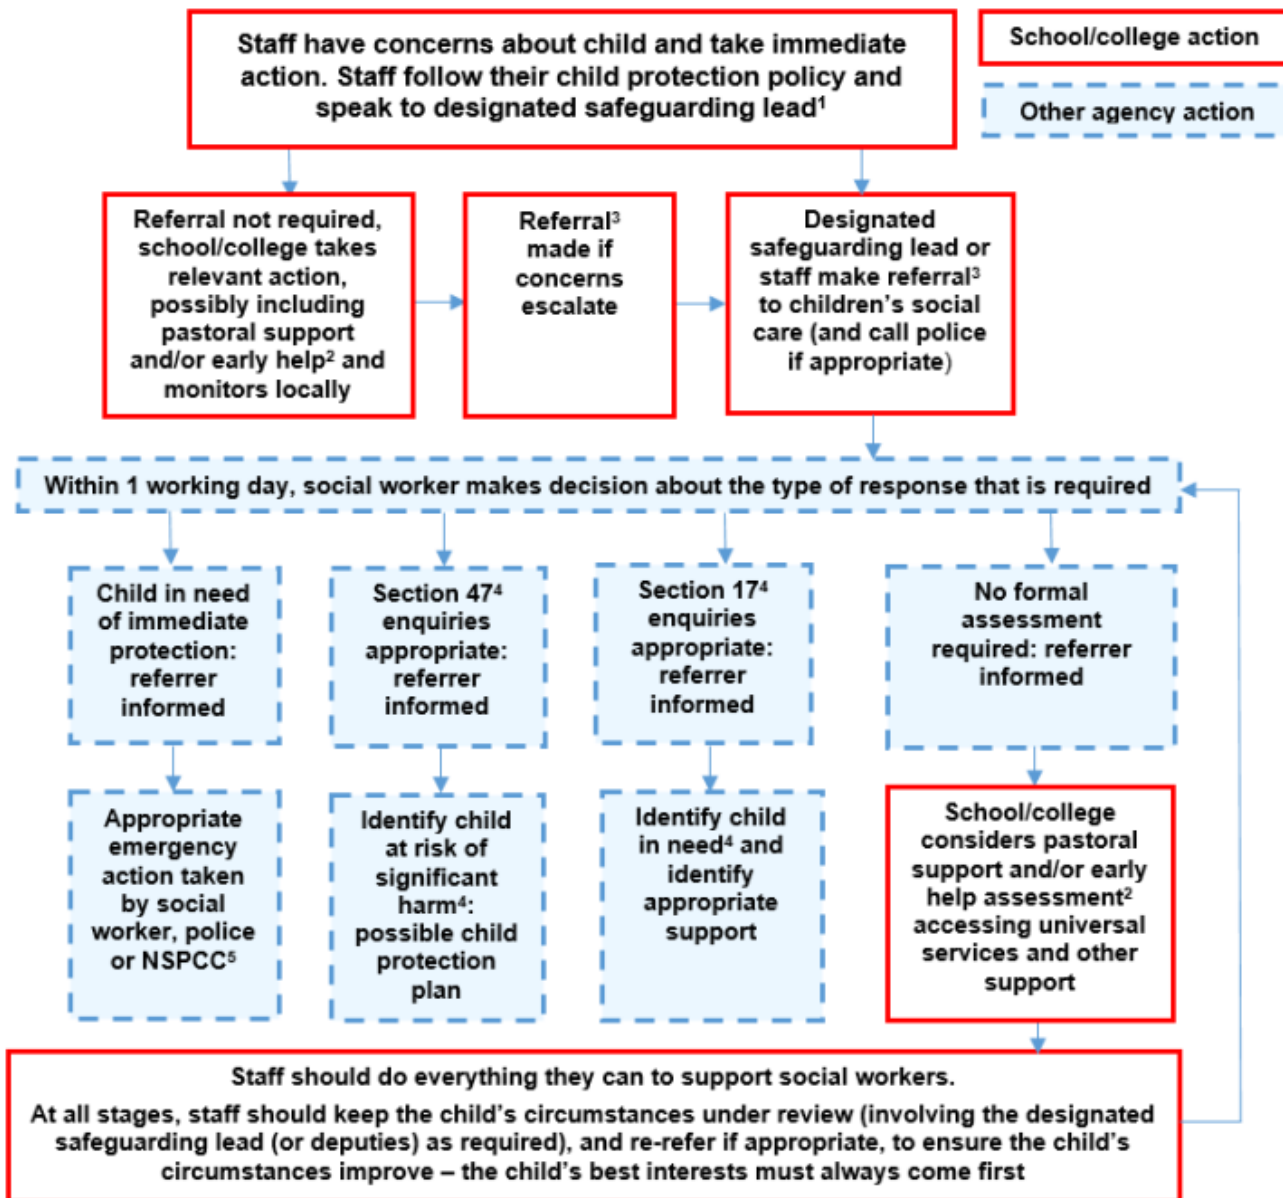 Staff have concerns about child and take immediate
action. Staff follow their child protection policy and
speak to designated safeguarding lead¹
School/college action
Other agency action
Referral not required,
school/college takes
relevant action,
possibly including
pastoral support
and/or early help² and
monitors locally
Referral³
made if
concerns
escalate
Designated
safeguarding lead or
staff make referral³
to children’s social
care (and call police
if appropriate)
Within 1 working day, social worker makes decision about the type of response that is required
Child in need
of immediate
protection:
referrer
informed
Section 47⁴
enquiries
appropriate:
referrer
informed
Section 17⁴
enquiries
appropriate:
referrer
informed
No formal
assessment
required: referrer
informed
Appropriate
emergency
action taken
by social
worker, police
or NSPCC⁵
Identify child
at risk of
significant
harm⁴:
possible child
protection
plan
Identify child
in need⁴ and
identify
appropriate
support
School/college
considers pastoral
support and/or early
help assessment²
accessing universal
services and other
support
Staff should do everything they can to support social workers.
At all stages, staff should keep the child’s circumstances under review (involving the designated
safeguarding lead (or deputies) as required), and re-refer if appropriate, to ensure the child’s
circumstances improve – the child’s best interests must always come first